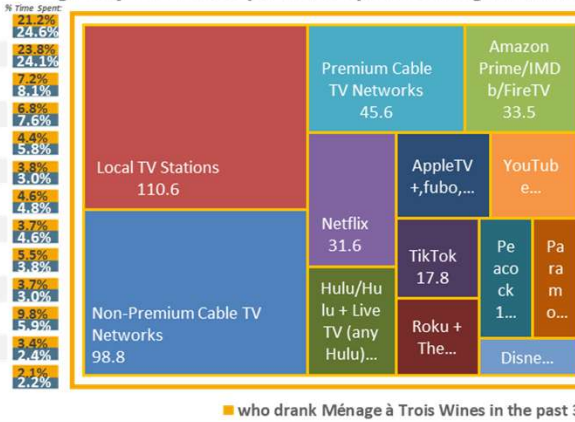 % Time Spent:
21.2%
24.6%
23.8%
24.1%
7.2%
8.1%
6.8%
7.6%
4.4%
5.8%
3.8%
3.0%
4.6%
4.8%
3.7%
4.6%
5.5%
3.8%
3.7%
3.0%
9.8%
5.9%
3.4%
2.4%
2.1%
2.2%
Local TV Stations
110.6
Non-Premium Cable TV
Networks
98.8
Premium Cable
TV Networks
45.6
Amazon
Prime/IMD
b/FireTV
33.5
Netflix
31.6
Hulu/Hu
lu + Live
TV (any
Hulu)...
AppleTV
+,fubo,...
YouTub
e...
TikTok
17.8
Roku +
The...
Pe
aco
ck
1...
Pa
ra
m
o...
Disne...
who drank Ménage à Trois Wines in the past 3